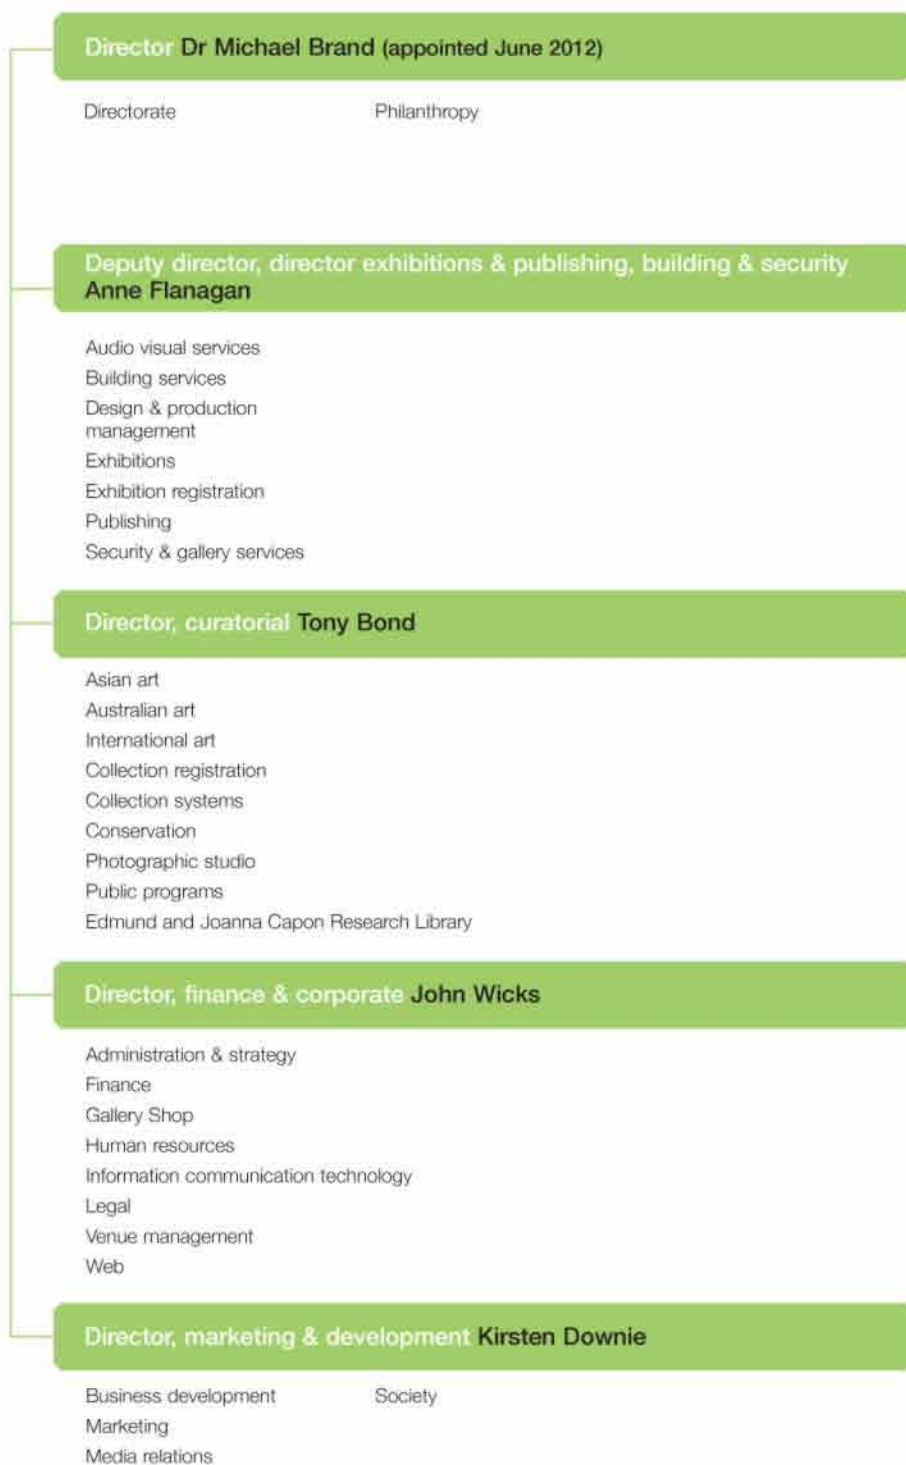 Director Dr Michael Brand (appointed June 2012)
Directorate
Philanthropy
Deputy director, director exhibitions & publishing, building & security
Anne Flanagan
Audio visual services
Building services
Design & production
management
Exhibitions
Exhibition registration
Publishing
Security & gallery services
Director, curatorial Tony Bond
Asian art
Australian art
International art
Collection registration
Collection systems
Conservation
Photographic studio
Public programs
Edmund and Joanna Capon Research Library
Director, finance & corporate John Wicks
Administration & strategy
Finance
Gallery Shop
Human resources
Information communication technology
Legal
Venue management
Web
Director, marketing & development Kirsten Downie
Business development
Marketing
Media relations
Society